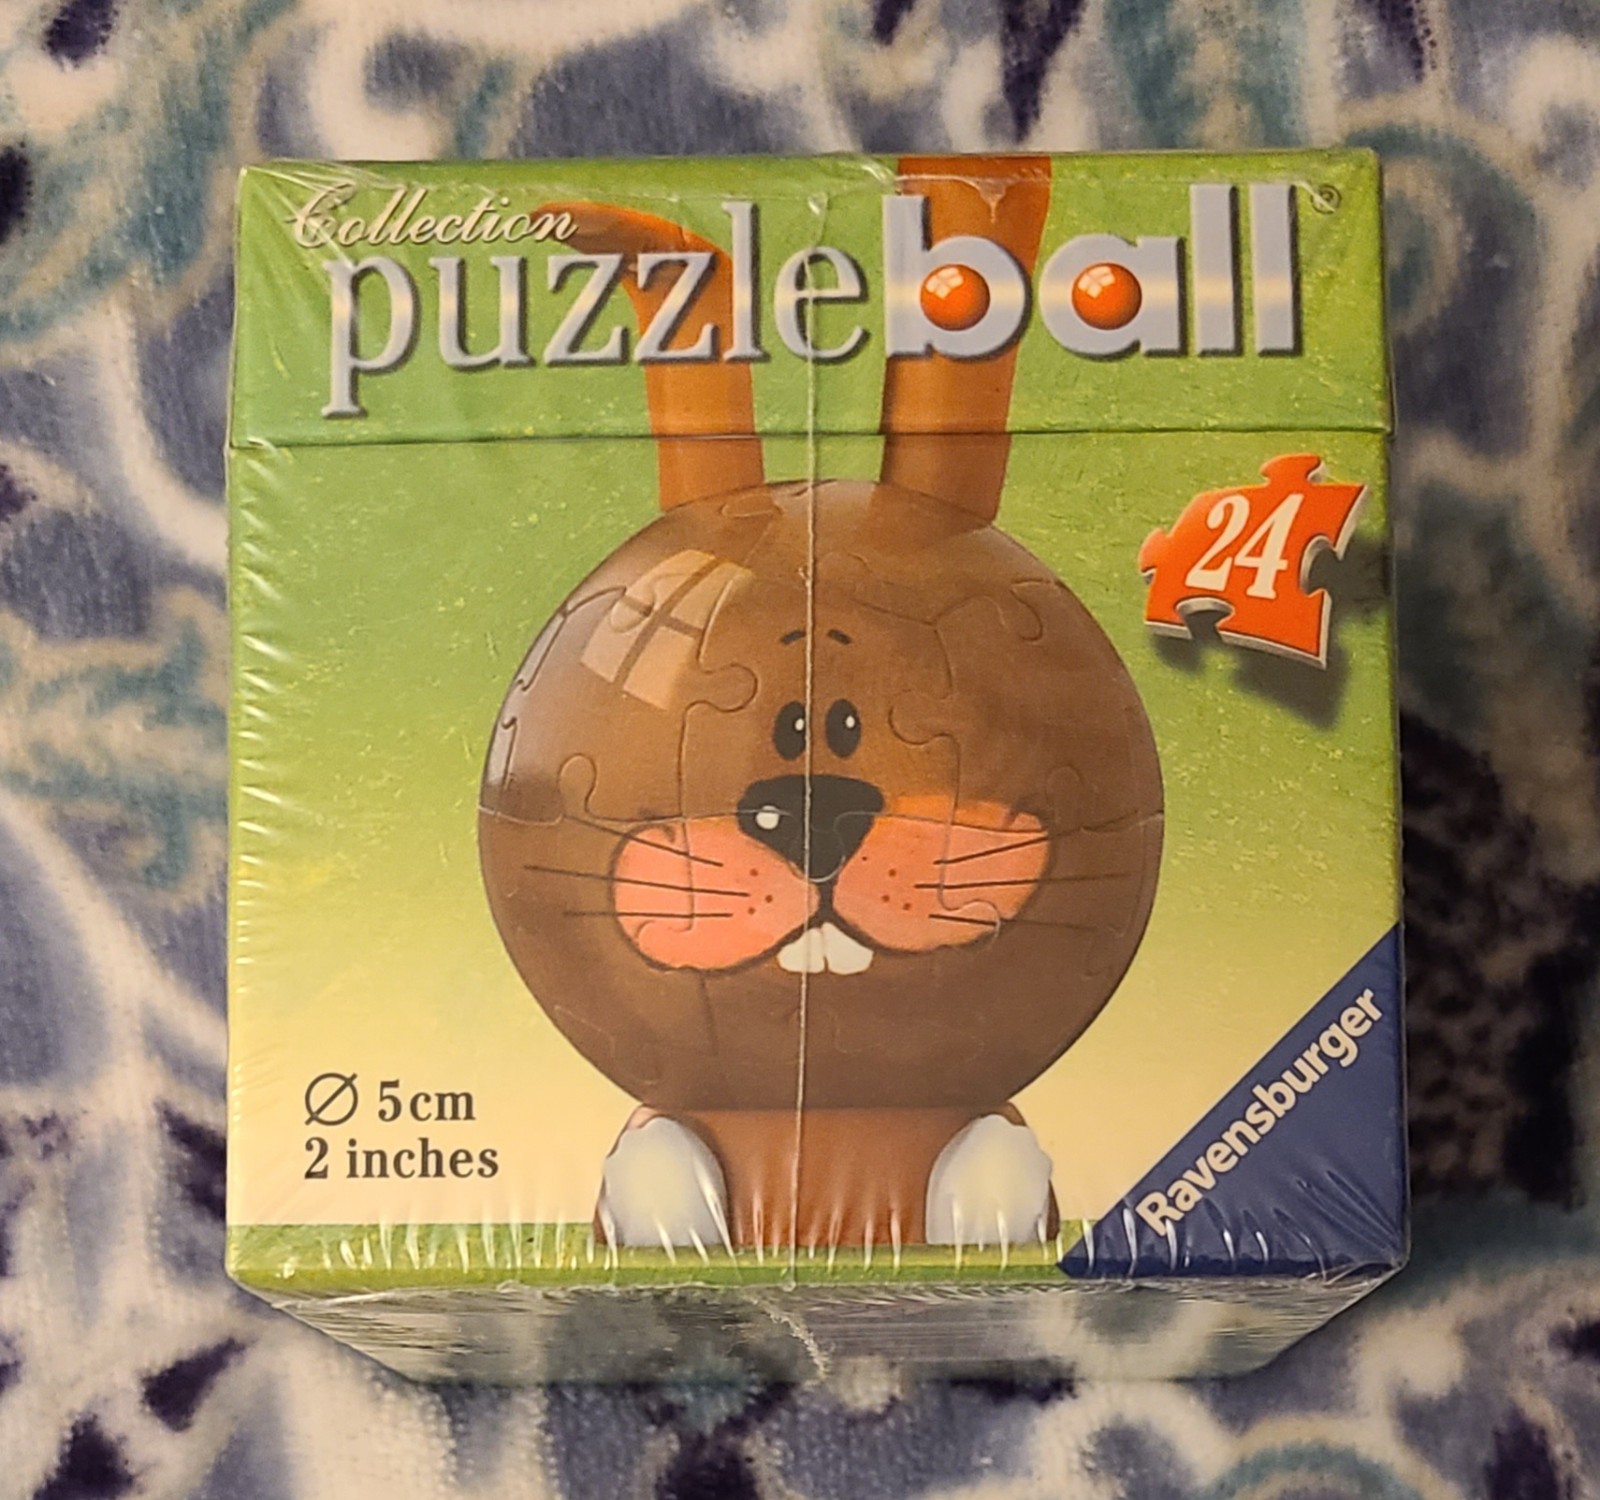 Collection
puzzleball®
24
Ø 5cm
2 inches
Ravensburger